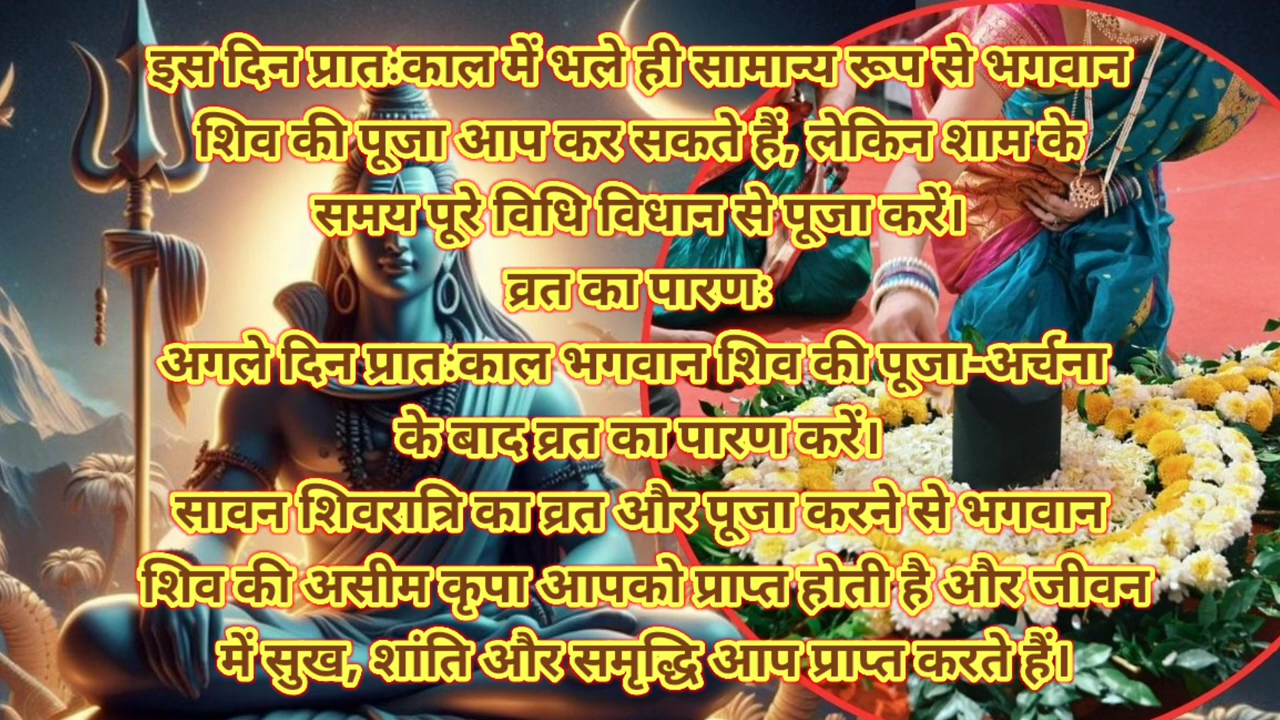 इस दिन प्रातःकाल में भले ही सामान्य रूप से भगवान
शिव की पूजा आप कर सकते हैं, लेकिन शाम के
समय पूरे विधि विधान से पूजा करें।
व्रत का पारणः
अगले दिन प्रातःकाल भगवान शिव की पूजा-अर्चना
के बाद व्रत का पारण करें।
सावन शिवरात्रि का व्रत और पूजा करने से भगवान
शिव की असीम कृपा आपको प्राप्त होती है और जीवन
में सुख, शांति और समृद्धि आप प्राप्त करते हैं।